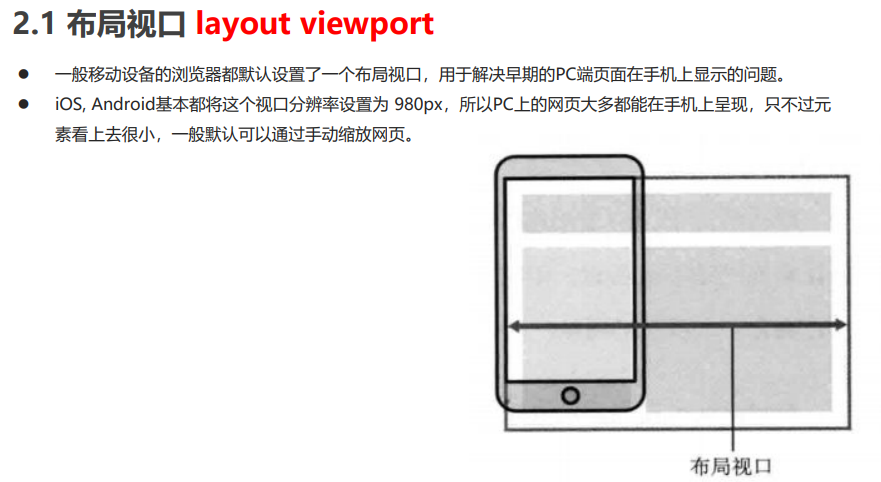 2.1 布局视口 layout viewport
● 一般移动设备的浏览器都默认设置了一个布局视口，用于解决早期的PC端页面在手机上显示的问题。
● iOS, Android基本都将这个视口分辨率设置为 980px，所以PC上的网页大多都能在手机上呈现，只不过元
素看上去很小，一般默认可以通过手动缩放网页。
布局视口